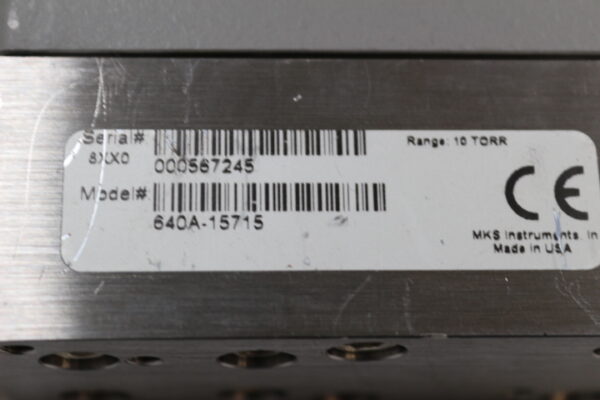 Serial# 000567245 Range: 10 TORR
8XX0
Model#
640A-15715
CE
MKS Instruments, In
Made in USA